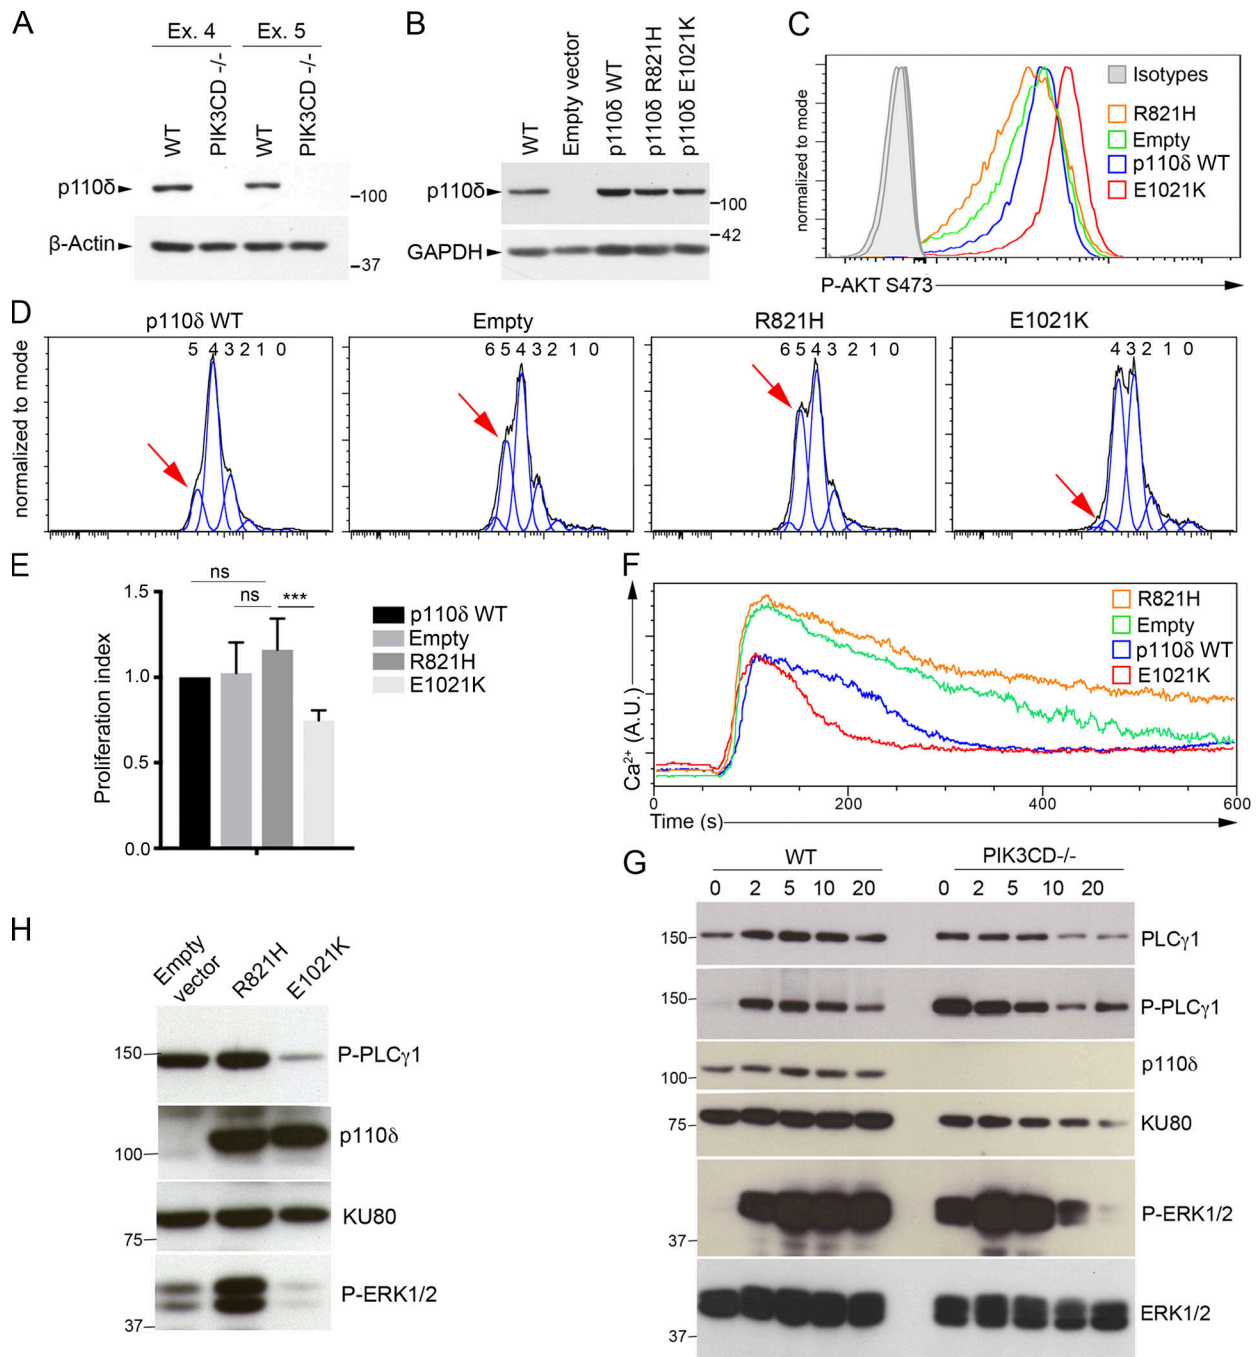 A
Ex. 4
Ex. 5
WT
PIK3CD -/-
WT
PIK3CD -/-
p110δ
100
β-Actin
37
B
WT
Empty vector
p110δ WT
p110δ R821H
p110δ E1021K
p110δ
100
42
GAPDH
37
C
normalized to mode
Isotypes
R821H
Empty
p110δ WT
E1021K
P-AKT S473
D
normalized to mode
p110δ WT
5 4 3 2 1 0
Empty
6 5 4 3 2 1 0
R821H
6 5 4 3 2 1 0
E1021K
4 3 2 1 0
E
Proliferation index
1.5
1.0
0.5
0.0
ns
ns
***
p110δ WT
Empty
R821H
E1021K
F
Ca²⁺ (A.U.)
R821H
Empty
p110δ WT
E1021K
0 200 400 600
Time (s)
G
WT
PIK3CD-/-
0 2 5 10 20
0 2 5 10 20
150
PLCγ1
150
P-PLCγ1
100
p110δ
75
KU80
37
P-ERK1/2
37
ERK1/2
H
Empty vector
R821H
E1021K
150
P-PLCγ1
100
p110δ
75
KU80
37
P-ERK1/2